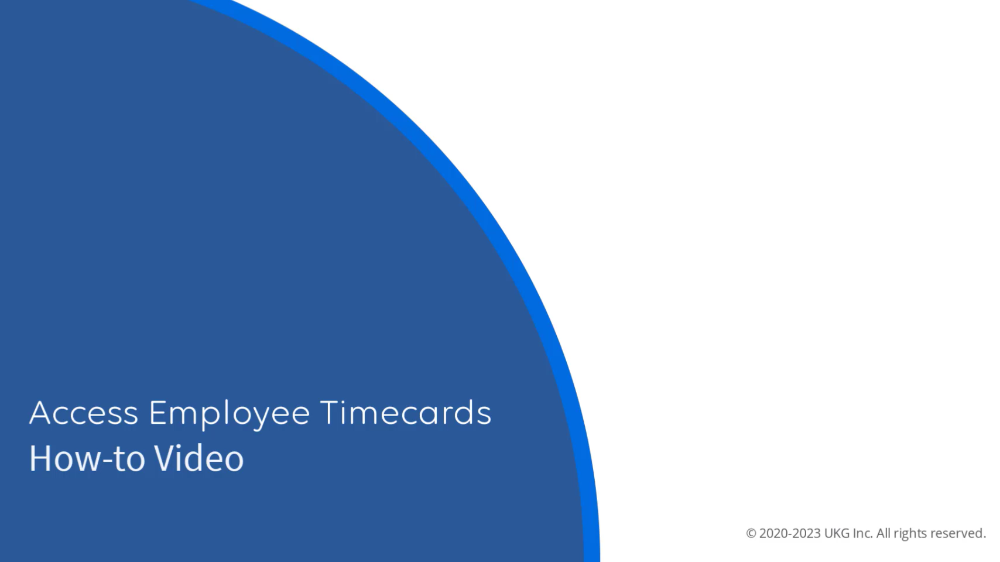 Access Employee Timecards
How-to Video
© 2020-2023 UKG Inc. All rights reserved.